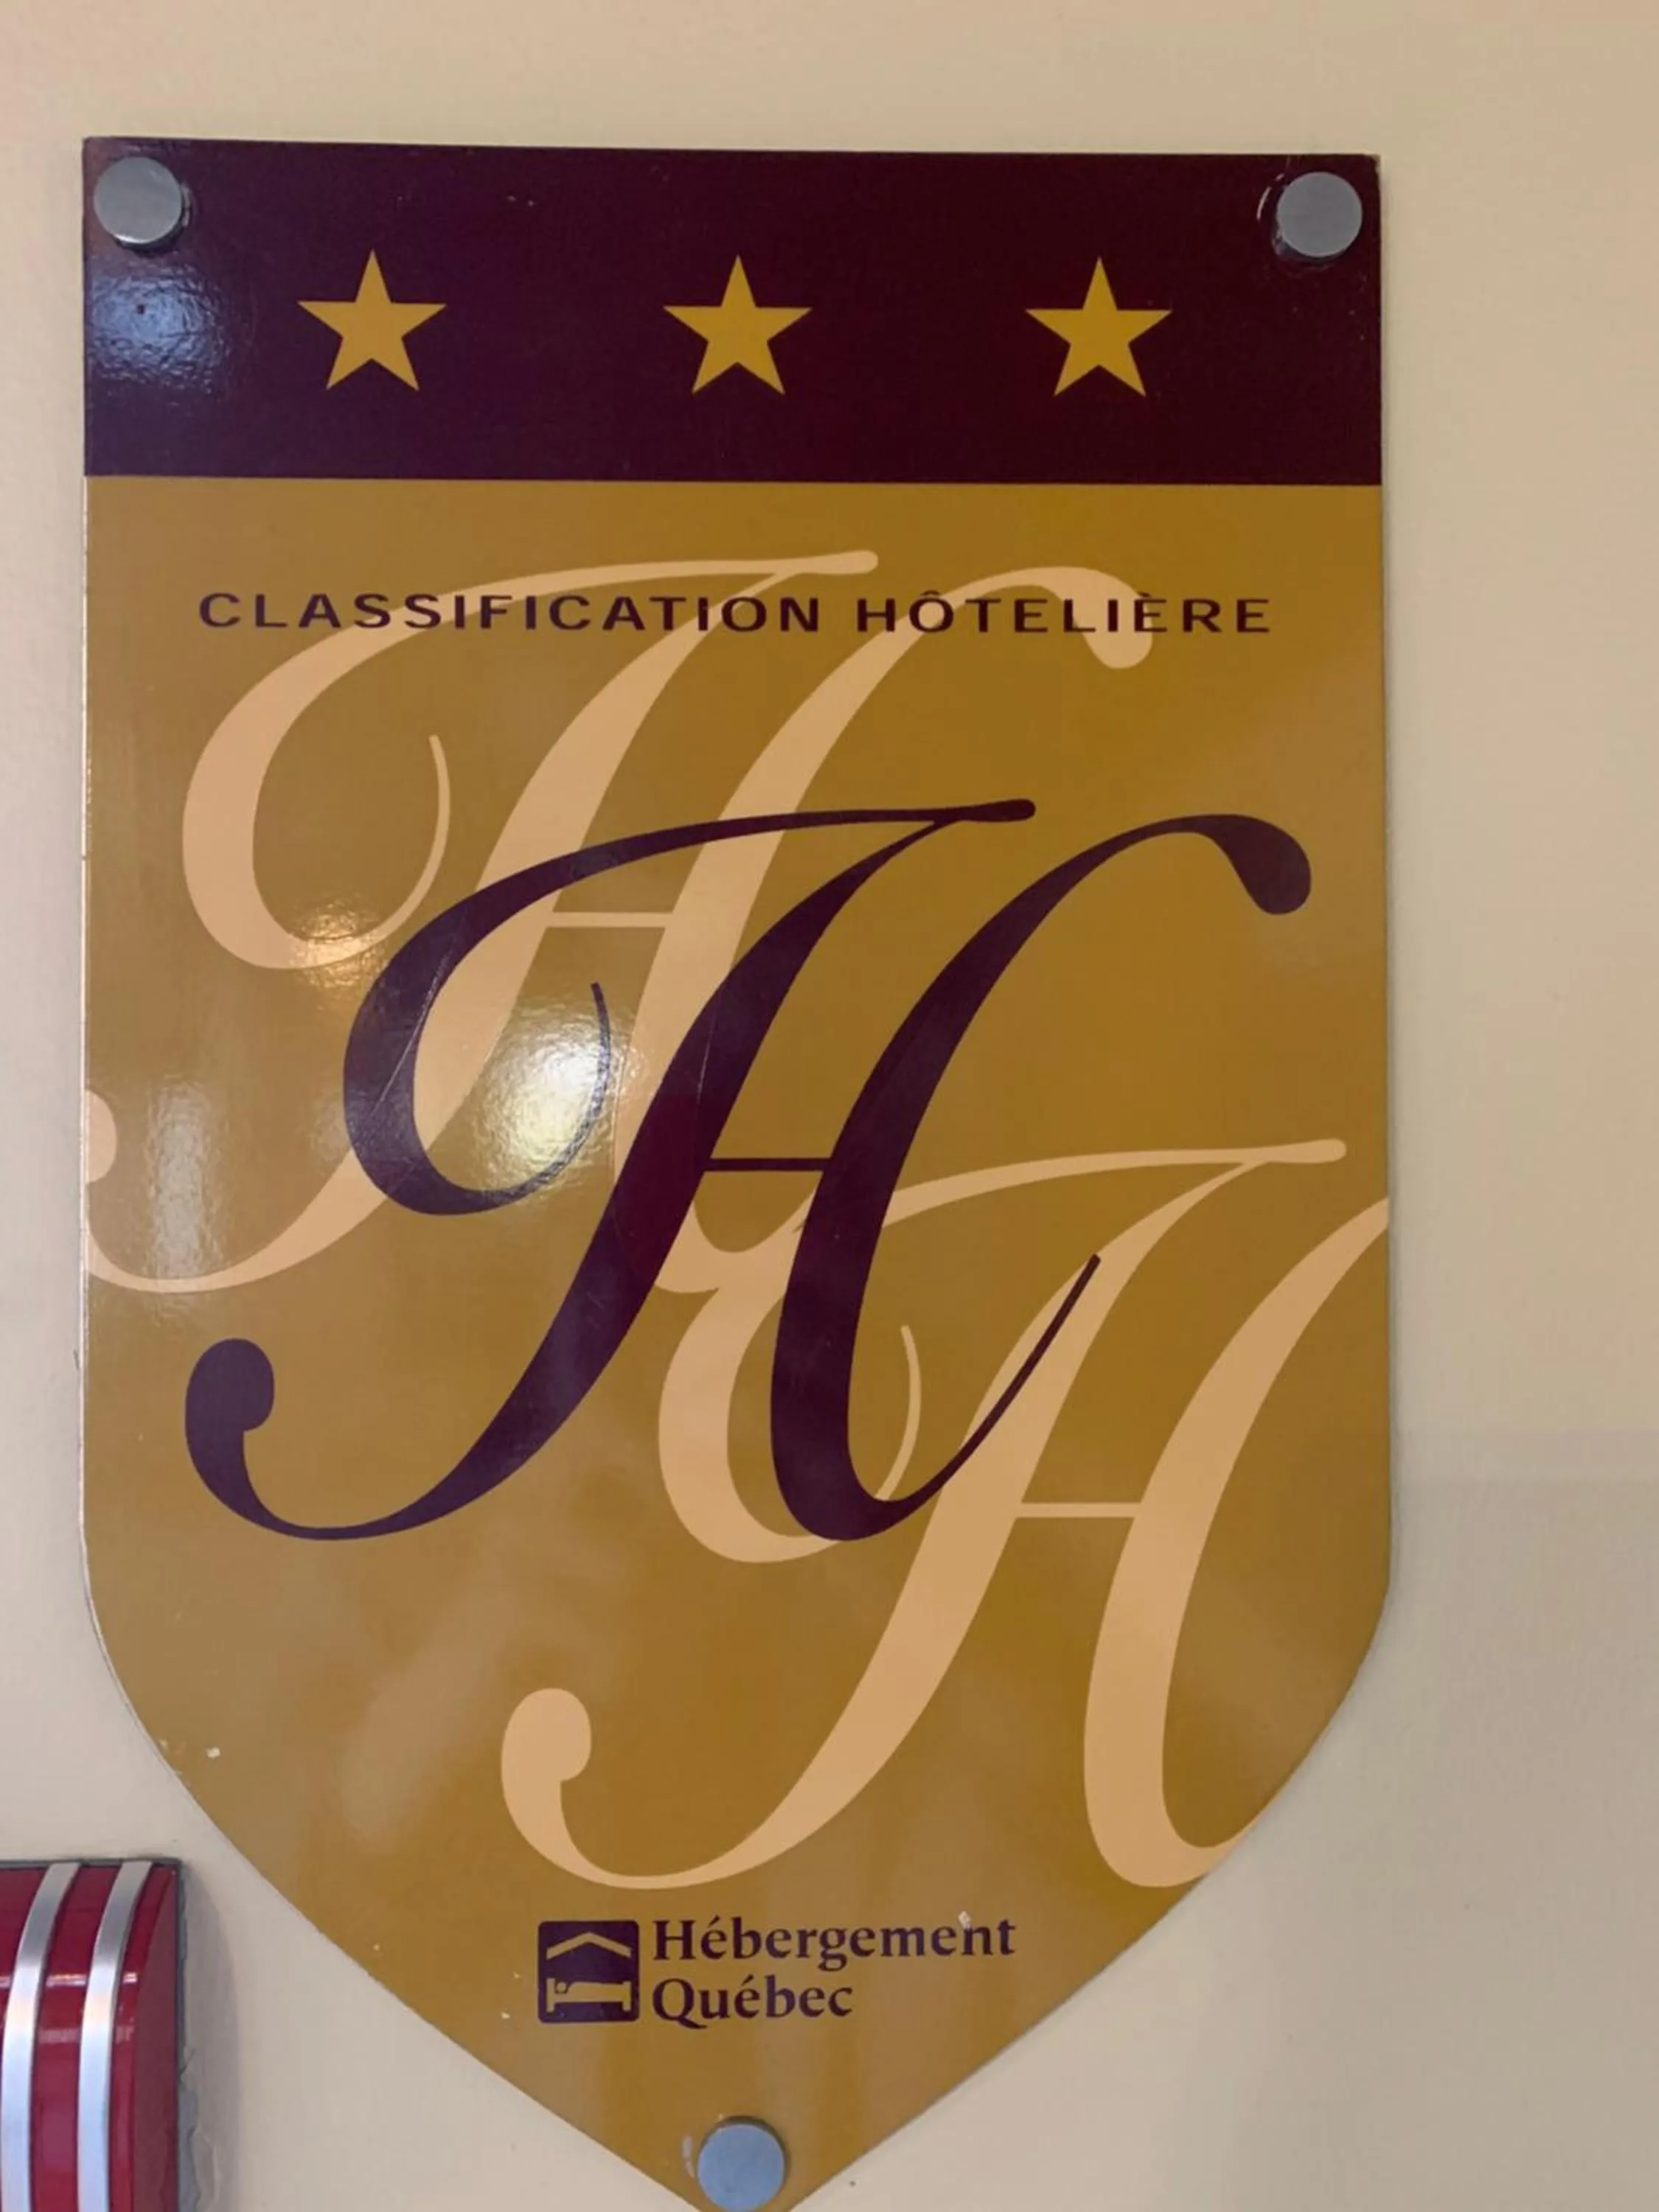 CLASSIFICATION HÔTELIÈRE
H
Hébergement
Québec